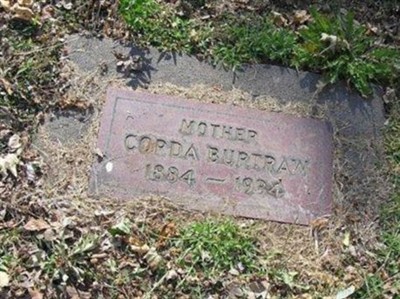 MOTHER
CORDA BURTRAW
1884 — 1934